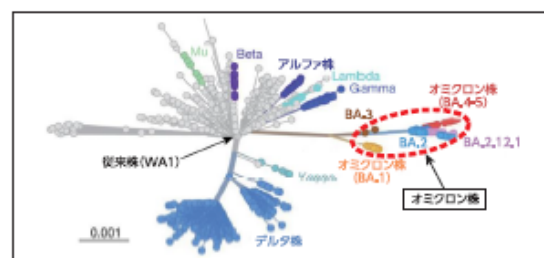 Mu
Beta
アルファ株
Lambda
Gamma
オミクロン株
(BA.4-5)
BA.3
BA.2
BA.2.12.1
従来株(WA1)
オミクロン株
(BA.1)
オミクロン株
デルタ株
0.001